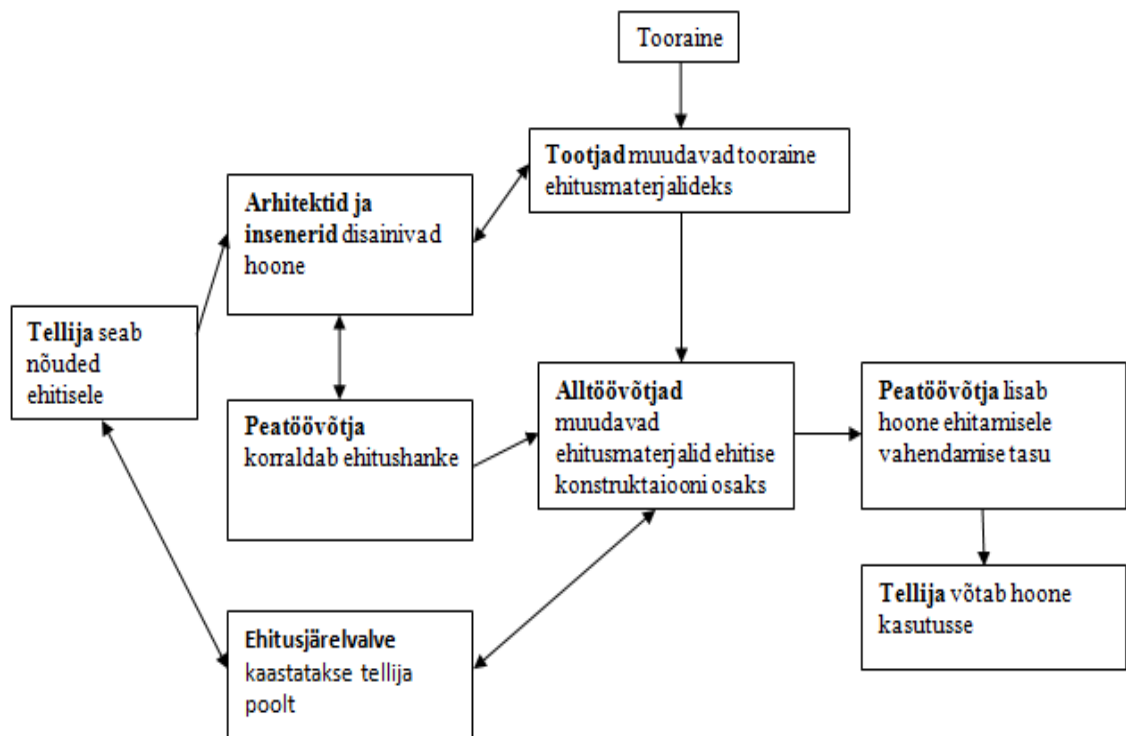 Tooraine
Tootjad muudavad tooraine
ehitusmaterjalideks
Arhitektid ja
insenerid disainivad
hoone
Tellija seab
nõuded
ehitisele
Peatöövõtja
korraldab ehitushanke
Alltöövõtjad
muudavad
ehitusmaterjalid ehitise
konstruktaiooni osaks
Peatöövõtja lisab
hoone ehitamisele
vahendamise tasu
Tellija võtab hoone
kasutusse
Ehitusjärelvalve
kaastatakse tellija
poolt